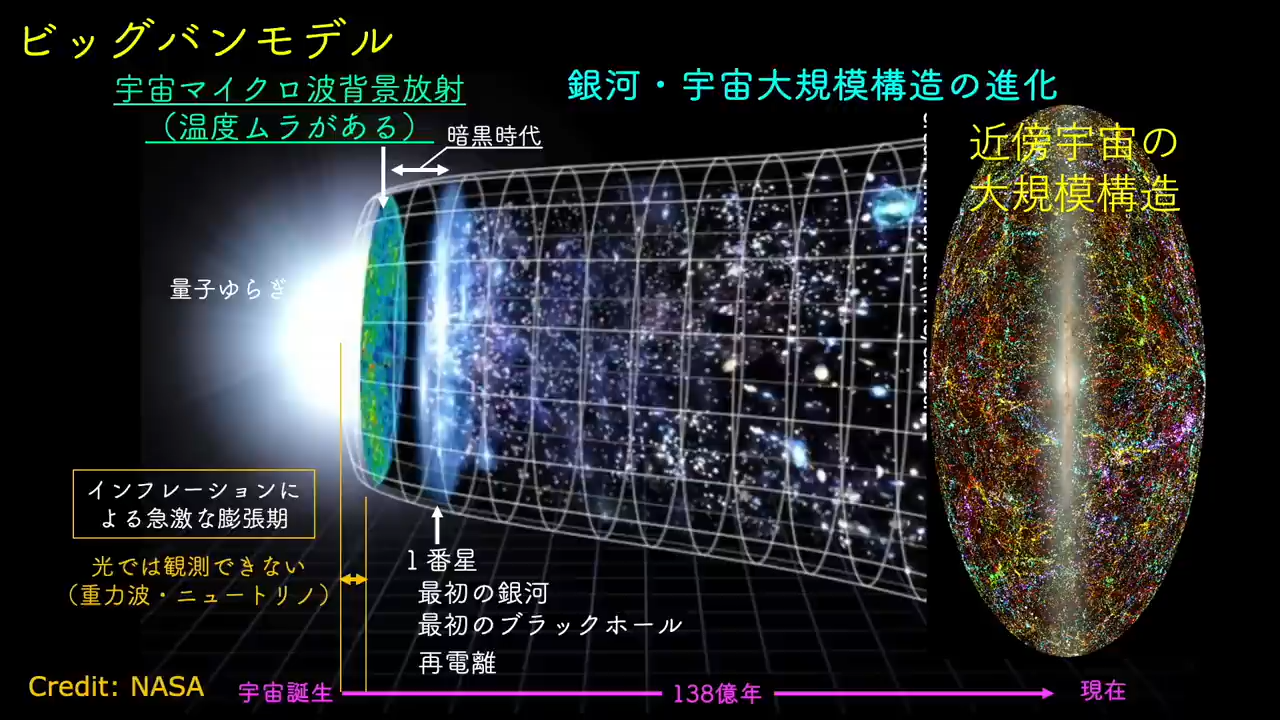 ビッグバンモデル
宇宙マイクロ波背景放射
（温度ムラがある）
銀河・宇宙大規模構造の進化
暗黒時代
近傍宇宙の
大規模構造
量子ゆらぎ
インフレーションに
よる急激な膨張期
光では観測できない
（重力波・ニュートリノ）
１番星
最初の銀河
最初のブラックホール
再電離
Credit: NASA
宇宙誕生
138億年
現在